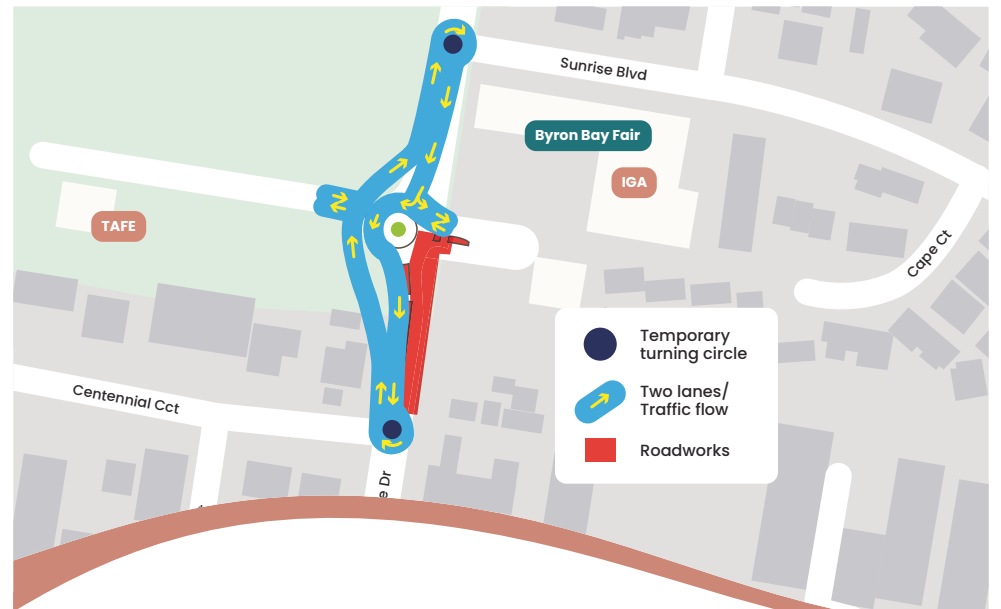 Sunrise Blvd
Byron Bay Fair
IGA
TAFE
Cape Ct
Temporary
turning circle
Two lanes/
Traffic flow
Roadworks
Centennial Cct
e Dr